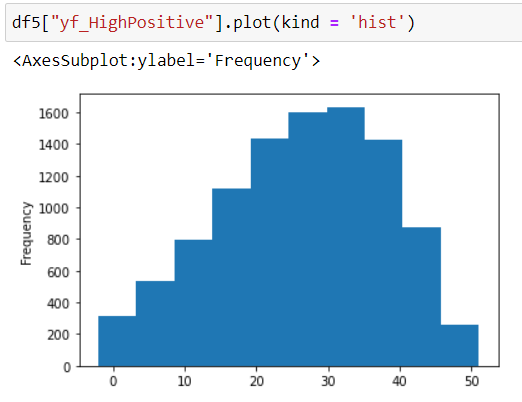 df5["yf_HighPositive"].plot(kind = 'hist')
<AxesSubplot:ylabel='Frequency'>
1600
1400
1200
1000
800
600
400
200
0
Frequency
0 10 20 30 40 50